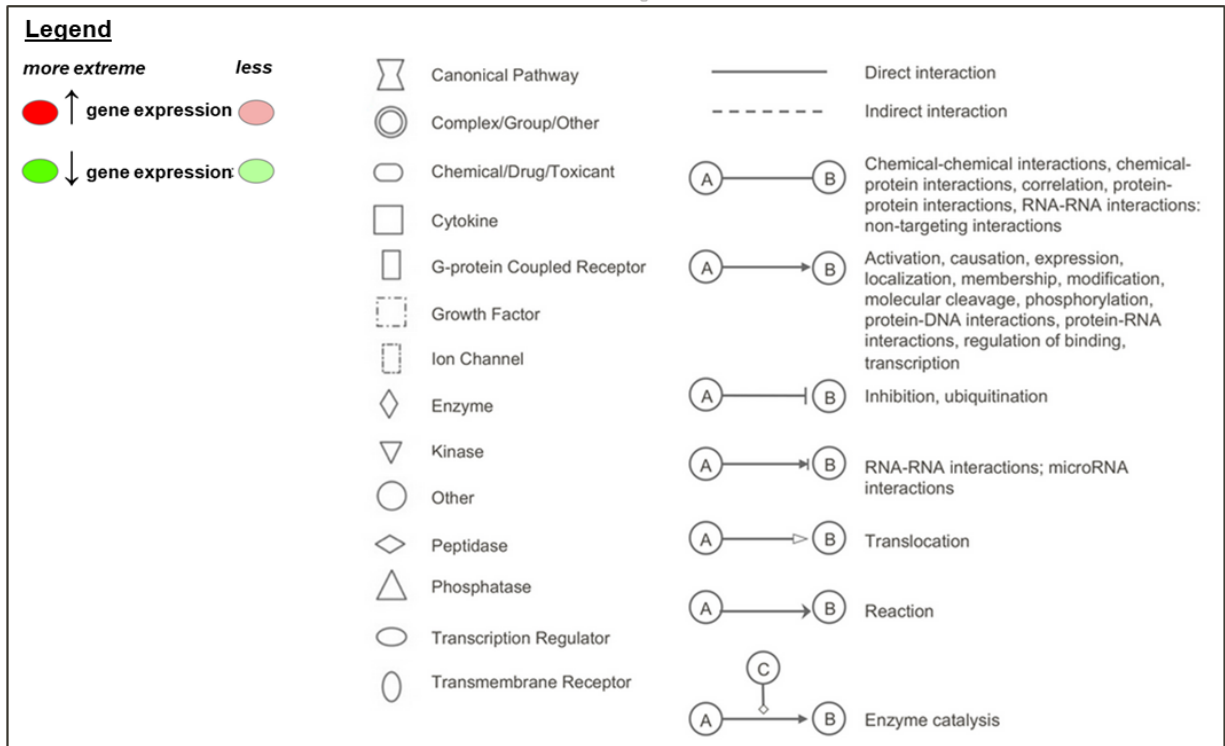 Legend
more extreme less
gene expression
gene expression:
Canonical Pathway
Complex/Group/Other
Chemical/Drug/Toxicant
Cytokine
G-protein Coupled Receptor
Growth Factor
Ion Channel
Enzyme
Kinase
Other
Peptidase
Phosphatase
Transcription Regulator
Transmembrane Receptor
Direct interaction
Indirect interaction
A B
Chemical-chemical interactions, chemical-
protein interactions, correlation, protein-
protein interactions, RNA-RNA interactions:
non-targeting interactions
A B
Activation, causation, expression,
localization, membership, modification,
molecular cleavage, phosphorylation,
protein-DNA interactions, protein-RNA
interactions, regulation of binding,
transcription
A B
Inhibition, ubiquitination
A B
RNA-RNA interactions; microRNA
interactions
A B
Translocation
A B
Reaction
C
A B
Enzyme catalysis